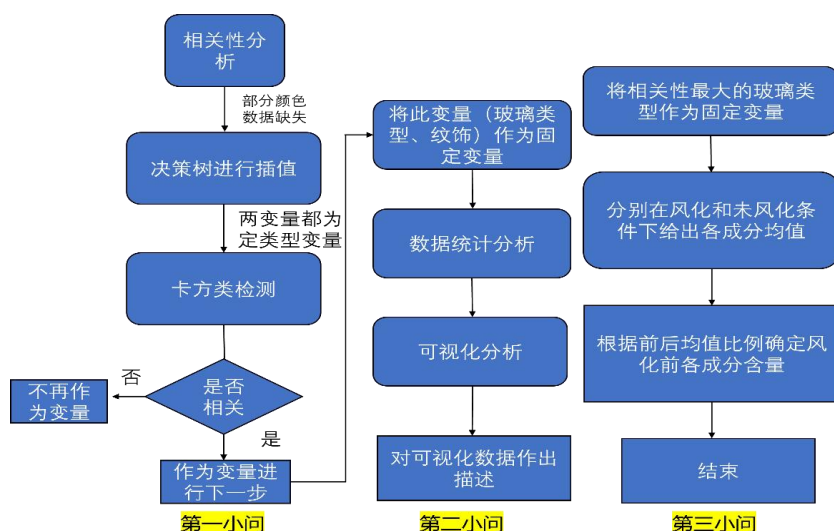 相关性分
析
部分颜色
数据缺失
决策树进行插值
两变量都为
定类型变量
卡方类检测
是否
相关
否
不再作
为变量
是
作为变量进
行下一步
第一小问
将此变量（玻璃类
型、纹饰）作为固
定变量
数据统计分析
可视化分析
对可视化数据作出
描述
第二小问
将相关性最大的玻璃类
型作为固定变量
分别在风化和未风化条
件下给出各成分均值
根据前后均值比例确定风
化前各成分含量
结束
第三小问